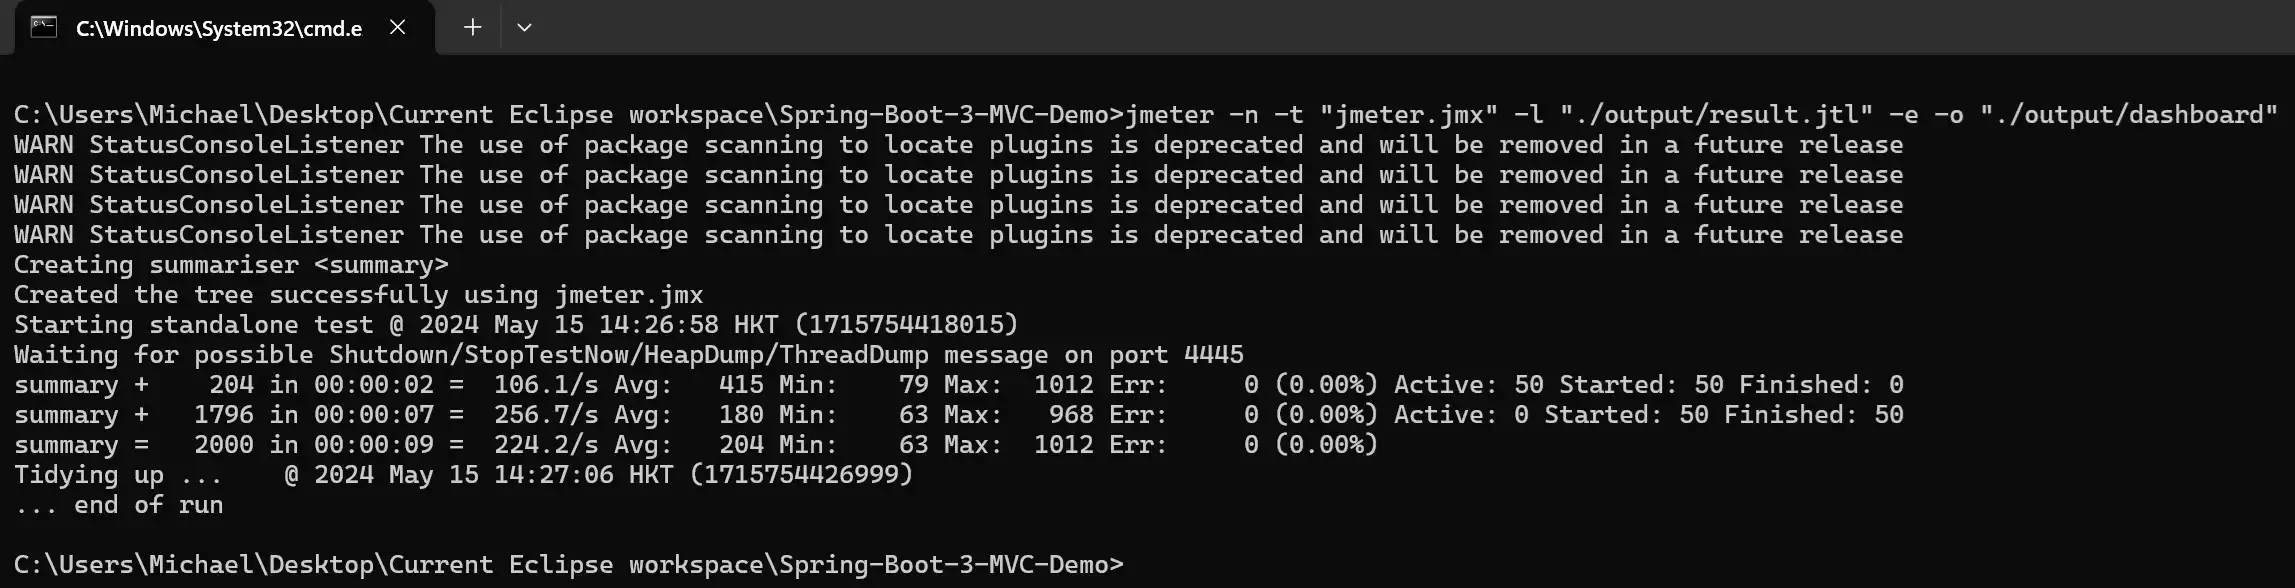 C:\Windows\System32\cmd.e
C:\Users\Michael\Desktop\Current Eclipse workspace\Spring-Boot-3-MVC-Demo>jmeter -n -t "jmeter.jmx" -l "./output/result.jtl" -e -o "./output/dashboard"
WARN StatusConsoleListener The use of package scanning to locate plugins is deprecated and will be removed in a future release
WARN StatusConsoleListener The use of package scanning to locate plugins is deprecated and will be removed in a future release
WARN StatusConsoleListener The use of package scanning to locate plugins is deprecated and will be removed in a future release
WARN StatusConsoleListener The use of package scanning to locate plugins is deprecated and will be removed in a future release
Creating summariser <summary>
Created the tree successfully using jmeter.jmx
Starting standalone test @ 2024 May 15 14:26:58 HKT (1715754418015)
Waiting for possible Shutdown/StopTestNow/HeapDump/ThreadDump message on port 4445
summary +    204 in 00:00:02 =  106.1/s Avg:   415 Min:    79 Max:  1012 Err:     0 (0.00%) Active: 50 Started: 50 Finished: 0
summary +   1796 in 00:00:07 =  256.7/s Avg:   180 Min:    63 Max:   968 Err:     0 (0.00%) Active: 0 Started: 50 Finished: 50
summary =   2000 in 00:00:09 =  224.2/s Avg:   204 Min:    63 Max:  1012 Err:     0 (0.00%)
Tidying up ...    @ 2024 May 15 14:27:06 HKT (1715754426999)
... end of run
C:\Users\Michael\Desktop\Current Eclipse workspace\Spring-Boot-3-MVC-Demo>